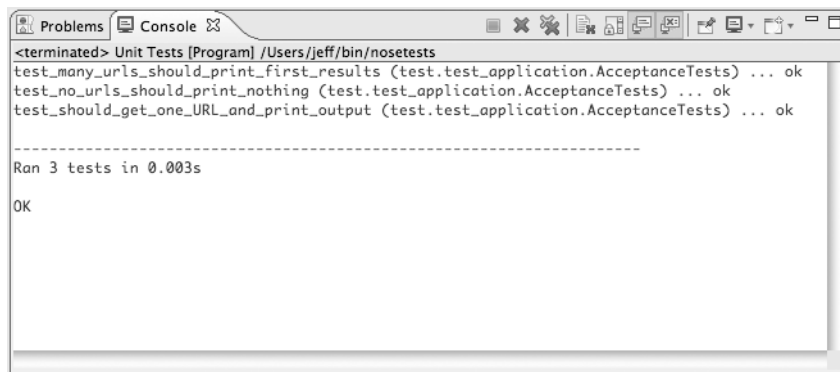 Problems Console
<terminated> Unit Tests [Program] /Users/jeff/bin/nosetests
test_many_urls_should_print_first_results (test.test_application.AcceptanceTests) ... ok
test_no_urls_should_print_nothing (test.test_application.AcceptanceTests) ... ok
test_should_get_one_URL_and_print_output (test.test_application.AcceptanceTests) ... ok
----------------------------------------------------------------------
Ran 3 tests in 0.003s
OK